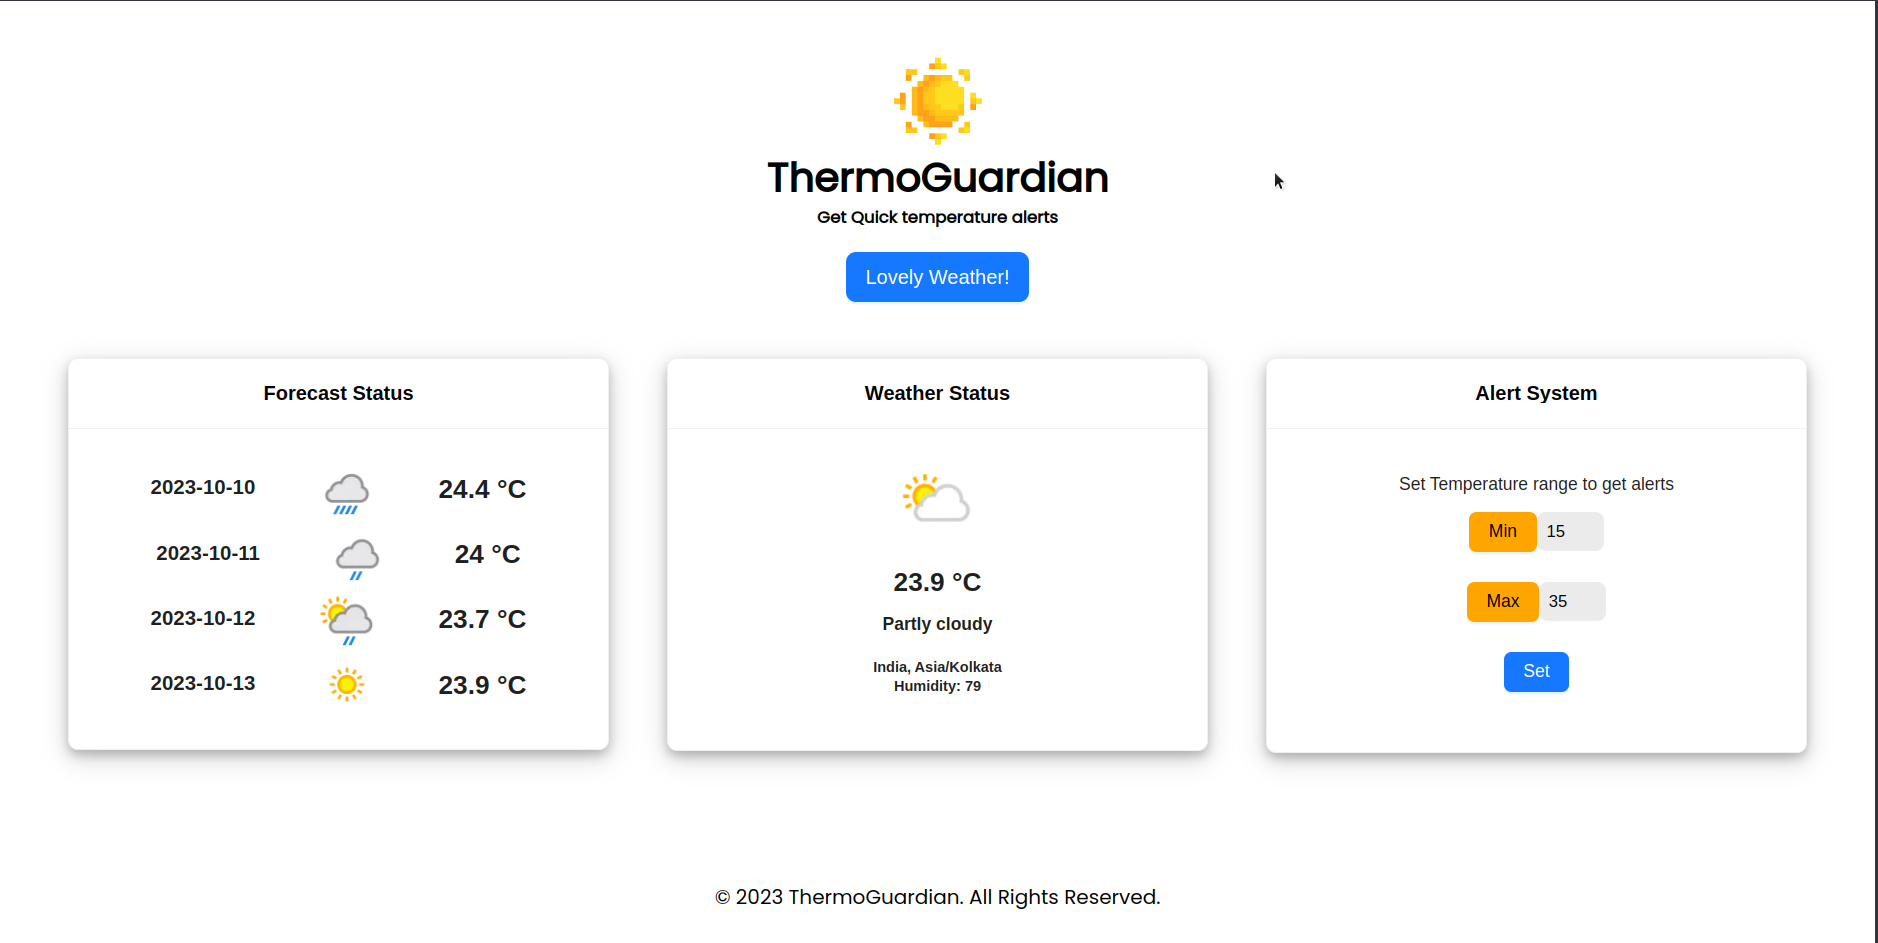 ThermoGuardian
Get Quick temperature alerts
Lovely Weather!
Forecast Status
2023-10-10 24.4 °C
2023-10-11 24 °C
2023-10-12 23.7 °C
2023-10-13 23.9 °C
Weather Status
23.9 °C
Partly cloudy
India, Asia/Kolkata
Humidity: 79
Alert System
Set Temperature range to get alerts
Min 15
Max 35
Set
© 2023 ThermoGuardian. All Rights Reserved.